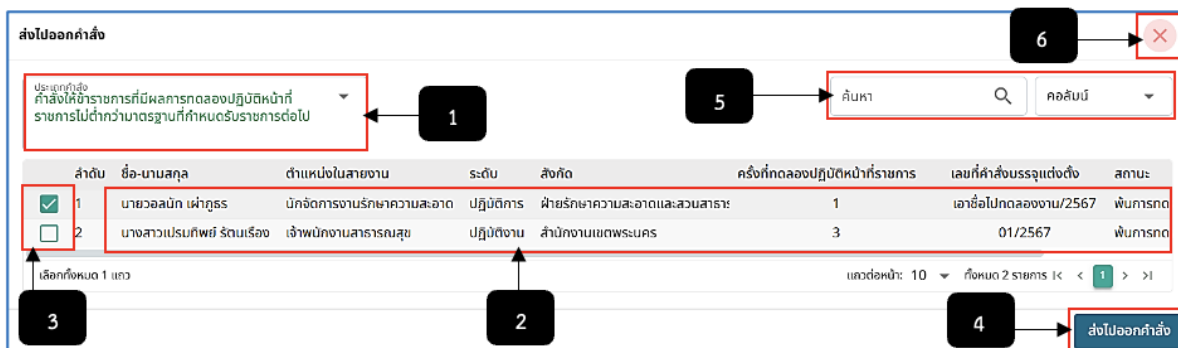 ส่งไปออกคำสั่ง
6
ประเภทคำสั่ง
คำสั่งให้ข้าราชการที่มีผลการทดลองปฏิบัติหน้าที่
ราชการไม่ต่ำกว่ามาตรฐานที่กำหนดรับราชการต่อไป
1
5
ค้นหา
คอลัมน์
ลำดับ ชื่อ-นามสกุล ตำแหน่งในสายงาน ระดับ สังกัด ครั้งที่ทดลองปฏิบัติหน้าที่ราชการ เลขที่คำสั่งบรรจุแต่งตั้ง สถานะ
1 นายวอลนัท เผ่าภูธร นักจัดการงานรักษาความสะอาด ปฏิบัติการ ฝ่ายรักษาความสะอาดและสวนสาธาร 1 เอาชื่อไปทดลองงาน/2567 พ้นการทด
2 นางสาวเปรมทิพย์ รัตนเรือง เจ้าพนักงานสาธารณสุข ปฏิบัติงาน สำนักงานเขตพระนคร 3 01/2567 พ้นการทด
เลือกทั้งหมด 1 แถว
แถวต่อหน้า: 10 ทั้งหมด 2 รายการ |< < 1 > >|
3
2
4
ส่งไปออกคำสั่ง